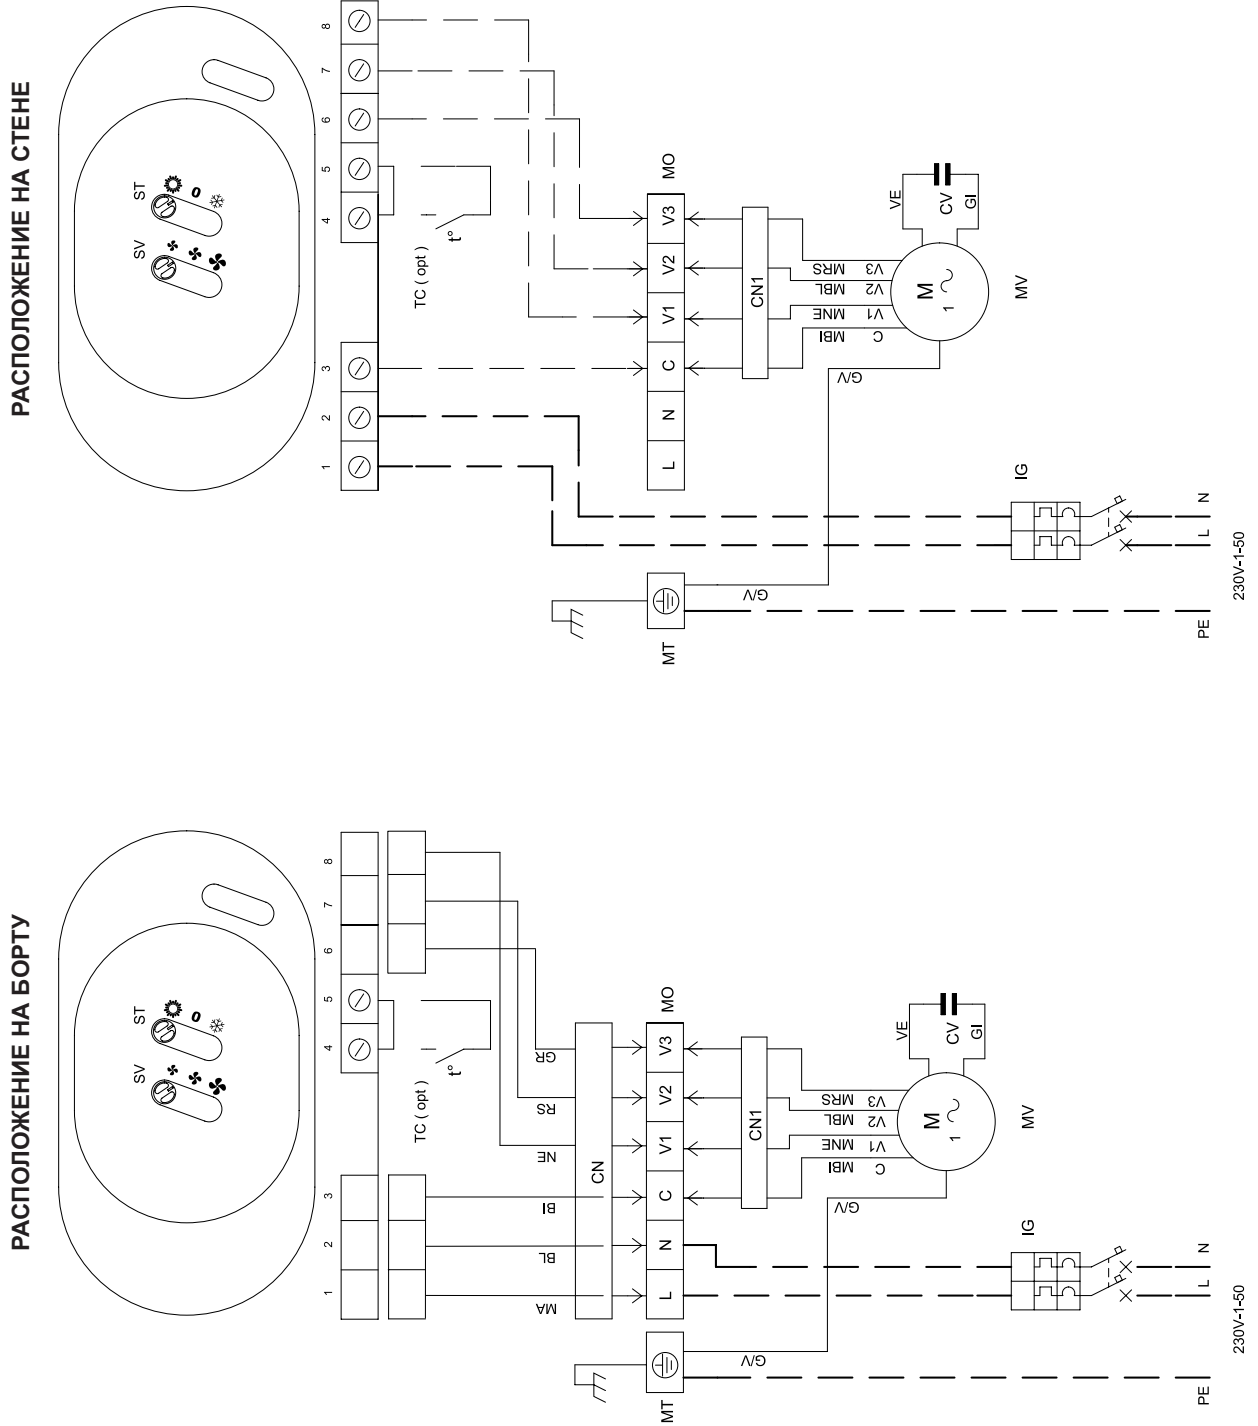 РАСПОЛОЖЕНИЕ НА БОРТУ
SV
ST
0
1
2
3
4
5
6
7
8
TC ( opt )
t°
MA
BL
BI
NE
RS
GR
CN
MT
L
N
C
V1
V2
V3
MO
G/V
CN1
MBI
MNE
MBL
MRS
C
V1
V2
V3
G/V
M
1
MV
VE
CV
GI
IG
PE
L
N
230V-1-50
РАСПОЛОЖЕНИЕ НА СТЕНЕ
SV
ST
0
1
2
3
4
5
6
7
8
TC ( opt )
t°
MT
L
N
C
V1
V2
V3
MO
G/V
CN1
MBI
MNE
MBL
MRS
C
V1
V2
V3
G/V
M
1
MV
VE
CV
GI
IG
PE
L
N
230V-1-50